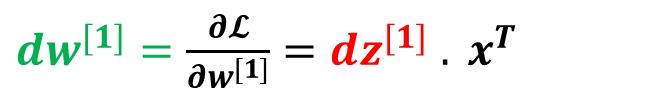 dw^[1] = ∂ℒ/∂w^[1] = dz^[1] . x^T